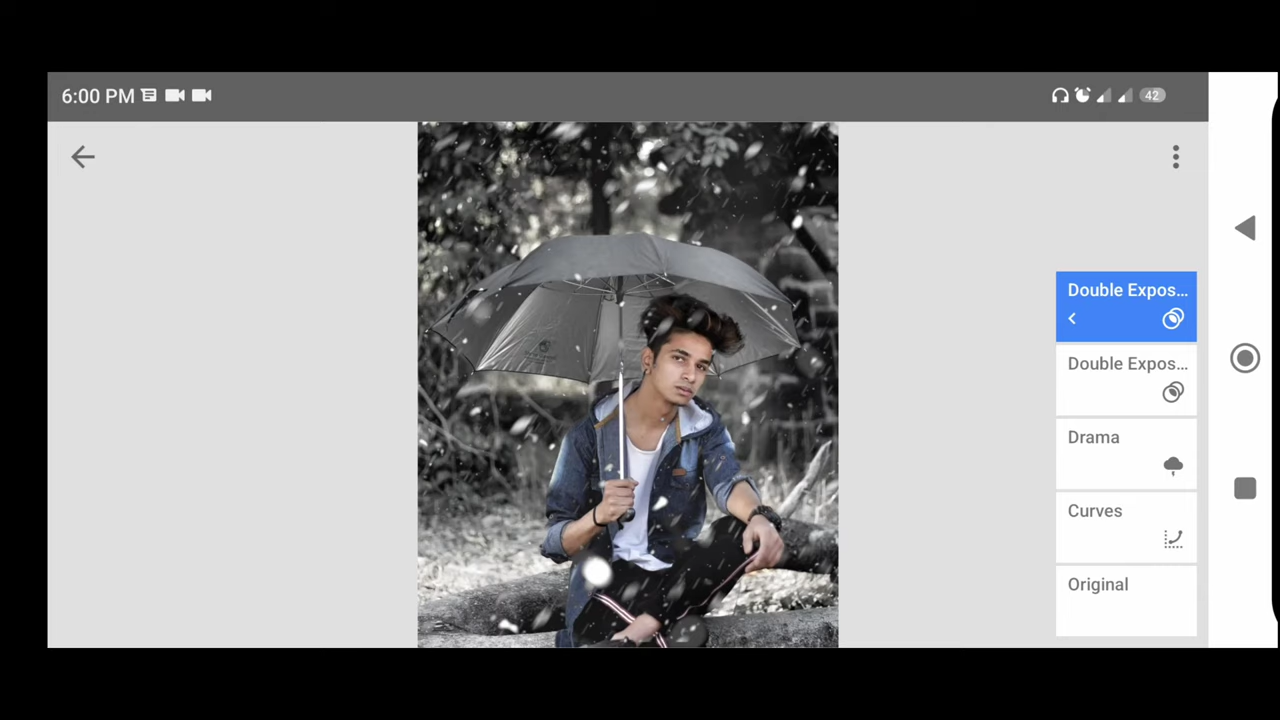 6:00 PM
42
Double Expos...
Double Expos...
Drama
Curves
Original